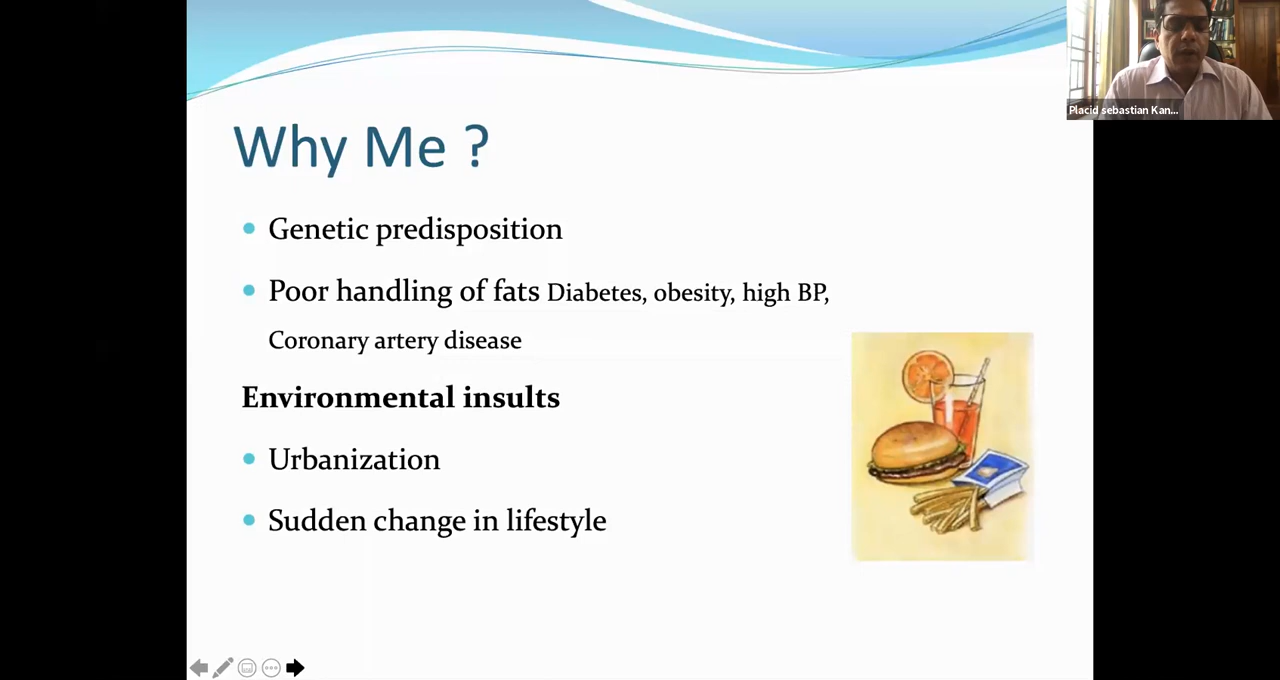 Placid sebastian Kan...
Why Me ?
Genetic predisposition
Poor handling of fats Diabetes, obesity, high BP,
Coronary artery disease
Environmental insults
Urbanization
Sudden change in lifestyle